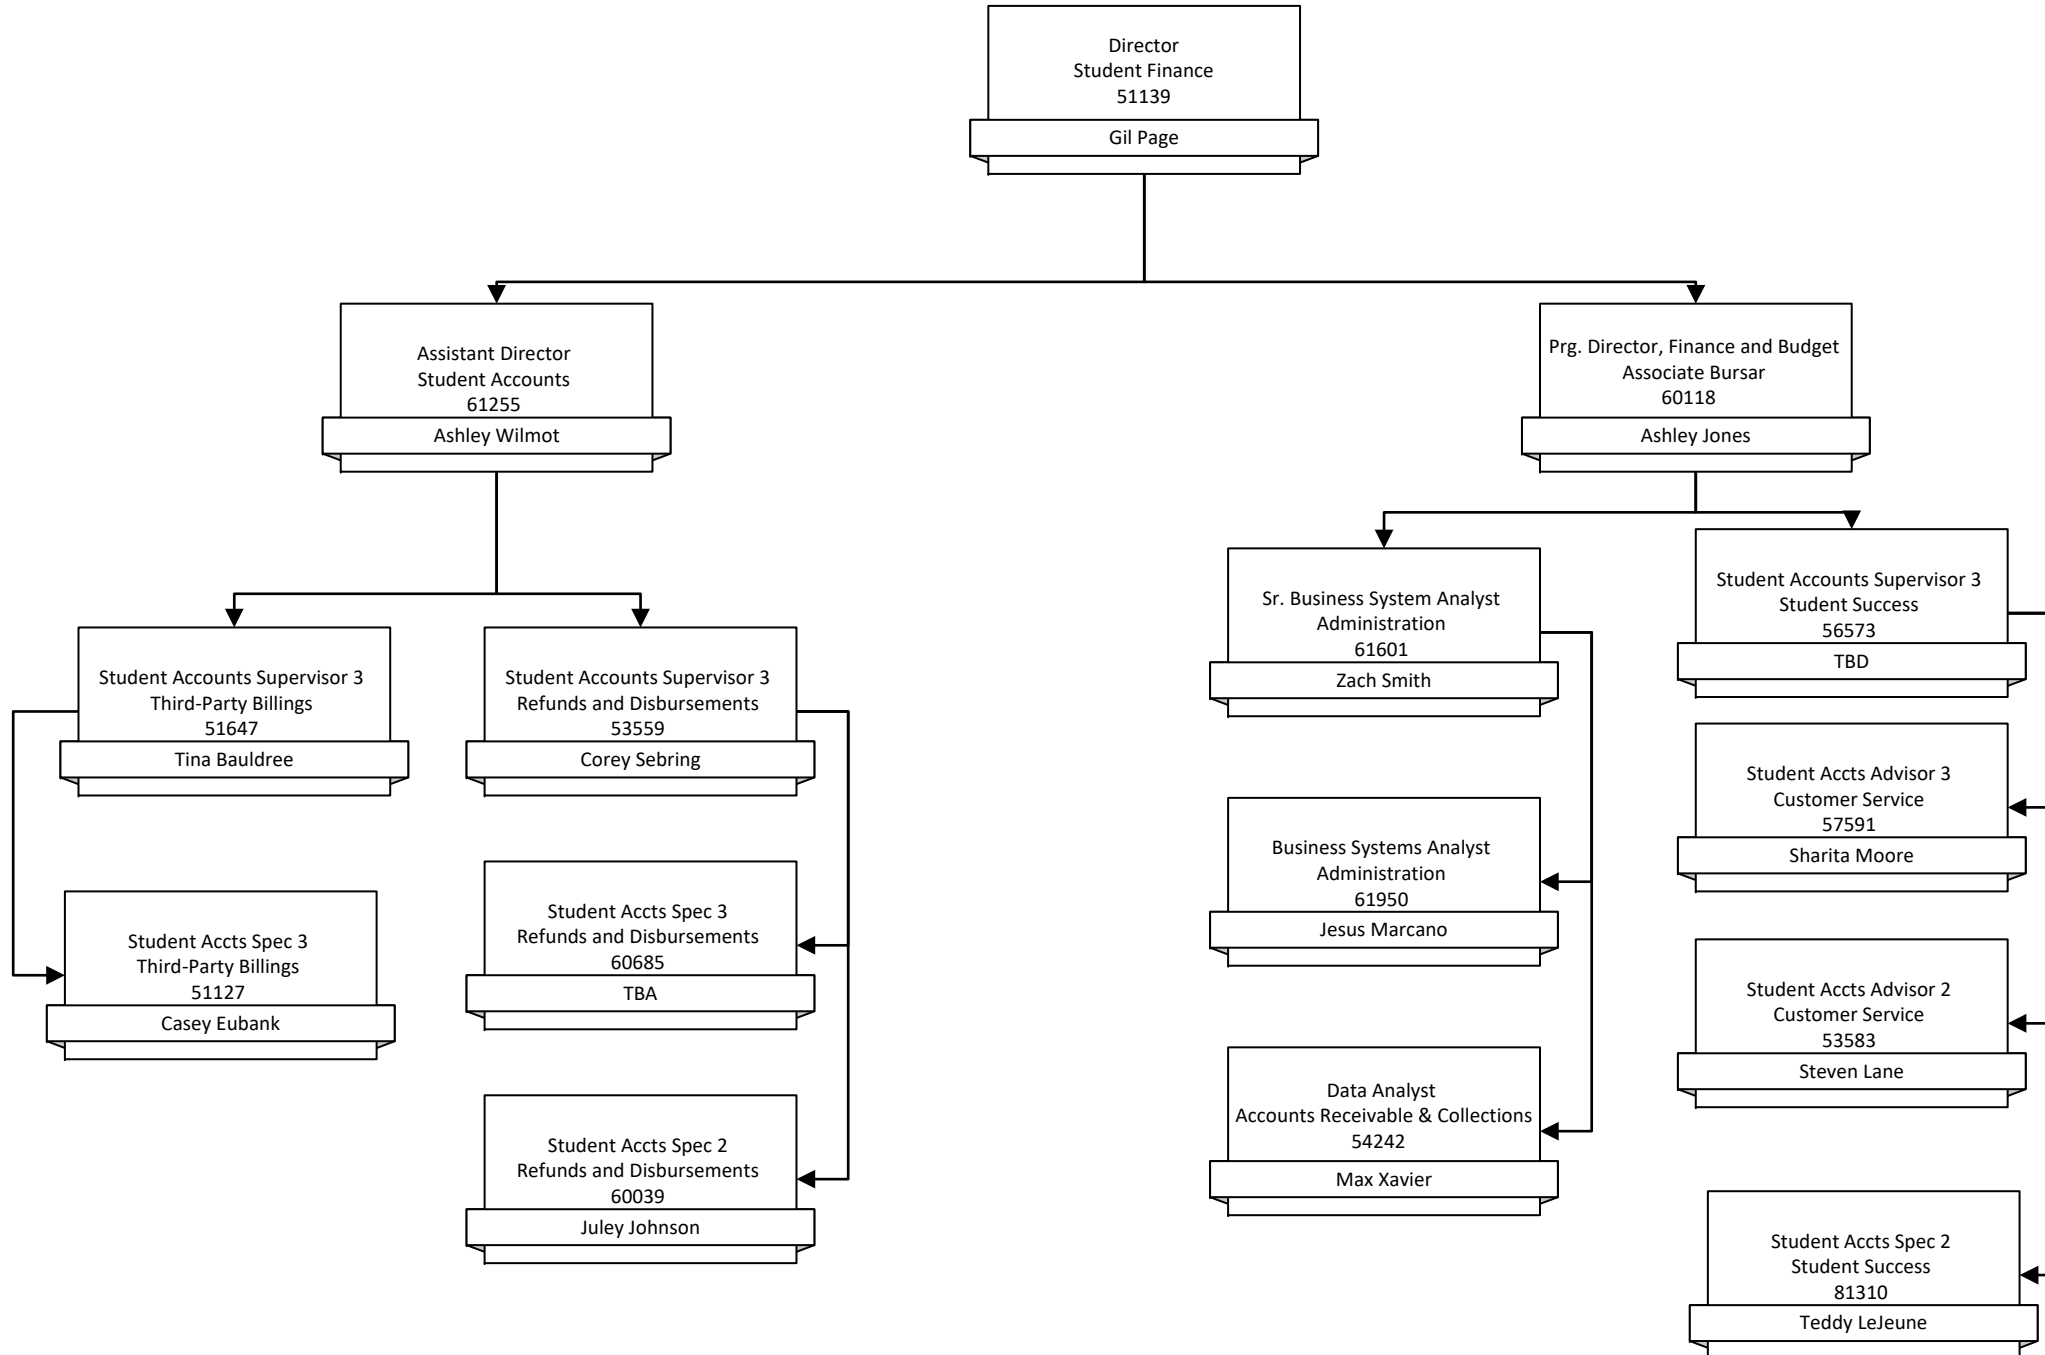 Director
Student Finance
51139
Gil Page
Assistant Director
Student Accounts
61255
Ashley Wilmot
Prg. Director, Finance and Budget
Associate Bursar
60118
Ashley Jones
Student Accounts Supervisor 3
Third-Party Billings
51647
Tina Bauldree
Student Accts Spec 3
Third-Party Billings
51127
Casey Eubank
Student Accounts Supervisor 3
Refunds and Disbursements
53559
Corey Sebring
Student Accts Spec 3
Refunds and Disbursements
60685
TBA
Student Accts Spec 2
Refunds and Disbursements
60039
Juley Johnson
Sr. Business System Analyst
Administration
61601
Zach Smith
Business Systems Analyst
Administration
61950
Jesus Marcano
Data Analyst
Accounts Receivable & Collections
54242
Max Xavier
Student Accounts Supervisor 3
Student Success
56573
TBD
Student Accts Advisor 3
Customer Service
57591
Sharita Moore
Student Accts Advisor 2
Customer Service
53583
Steven Lane
Student Accts Spec 2
Student Success
81310
Teddy LeJeune